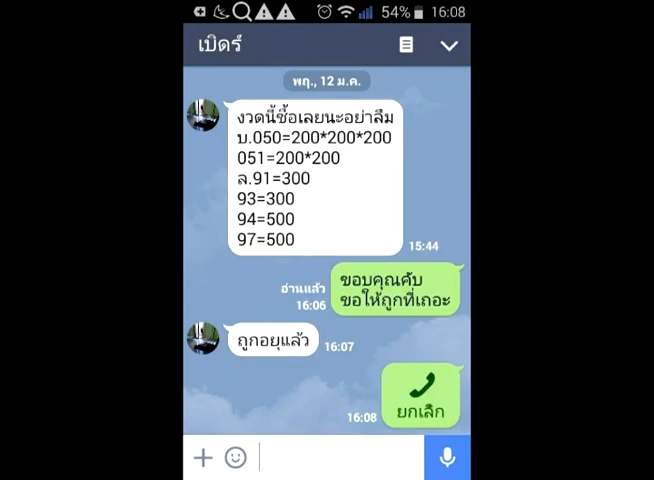 54% 16:08
เบิดร์
พฤ., 12 ม.ค.
งวดนี้ซื้อเลยนะอย่าลืม
บ.050=200*200*200
051=200*200
ล.91=300
93=300
94=500
97=500
15:44
ขอบคุณคับ
ขอให้ถูกที่เถอะ
อ่านแล้ว
16:06
ถูกอยุแล้ว
16:07
ยกเลิก
16:08